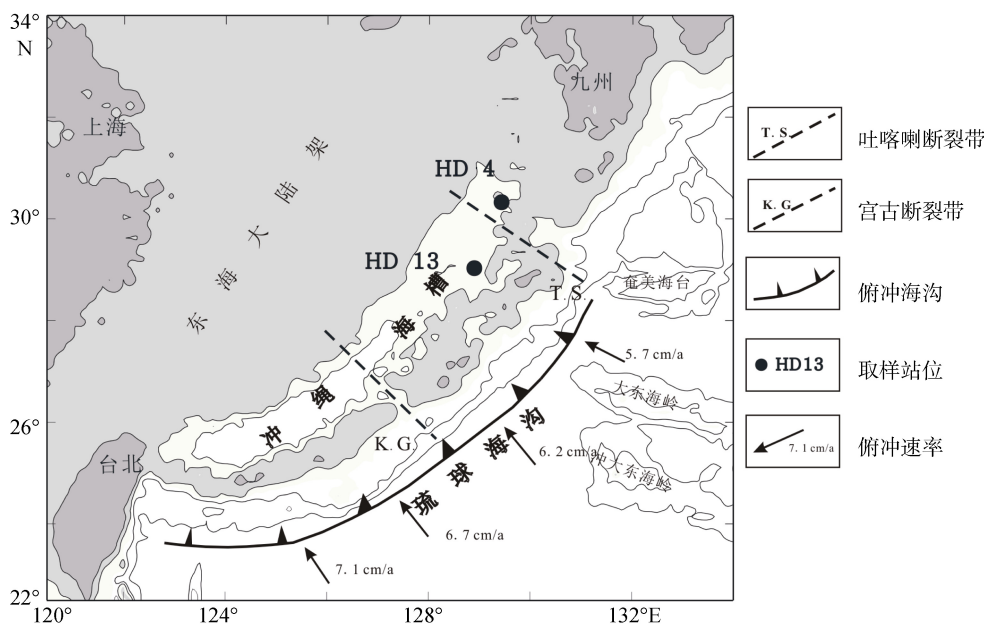 34°
N
30°
26°
22°
120°
124°
128°
132°E
上海
九州
台北
东海大陆架
HD 4
HD 13
冲绳海槽
T. S.
K. G.
奄美海台
大东海岭
冲大东海岭
琉球海沟
5. 7 cm/a
6. 2 cm/a
6. 7 cm/a
7. 1 cm/a
T. S.
吐喀喇断裂带
K. G.
宫古断裂带
俯冲海沟
HD13
取样站位
7. 1 cm/a
俯冲速率